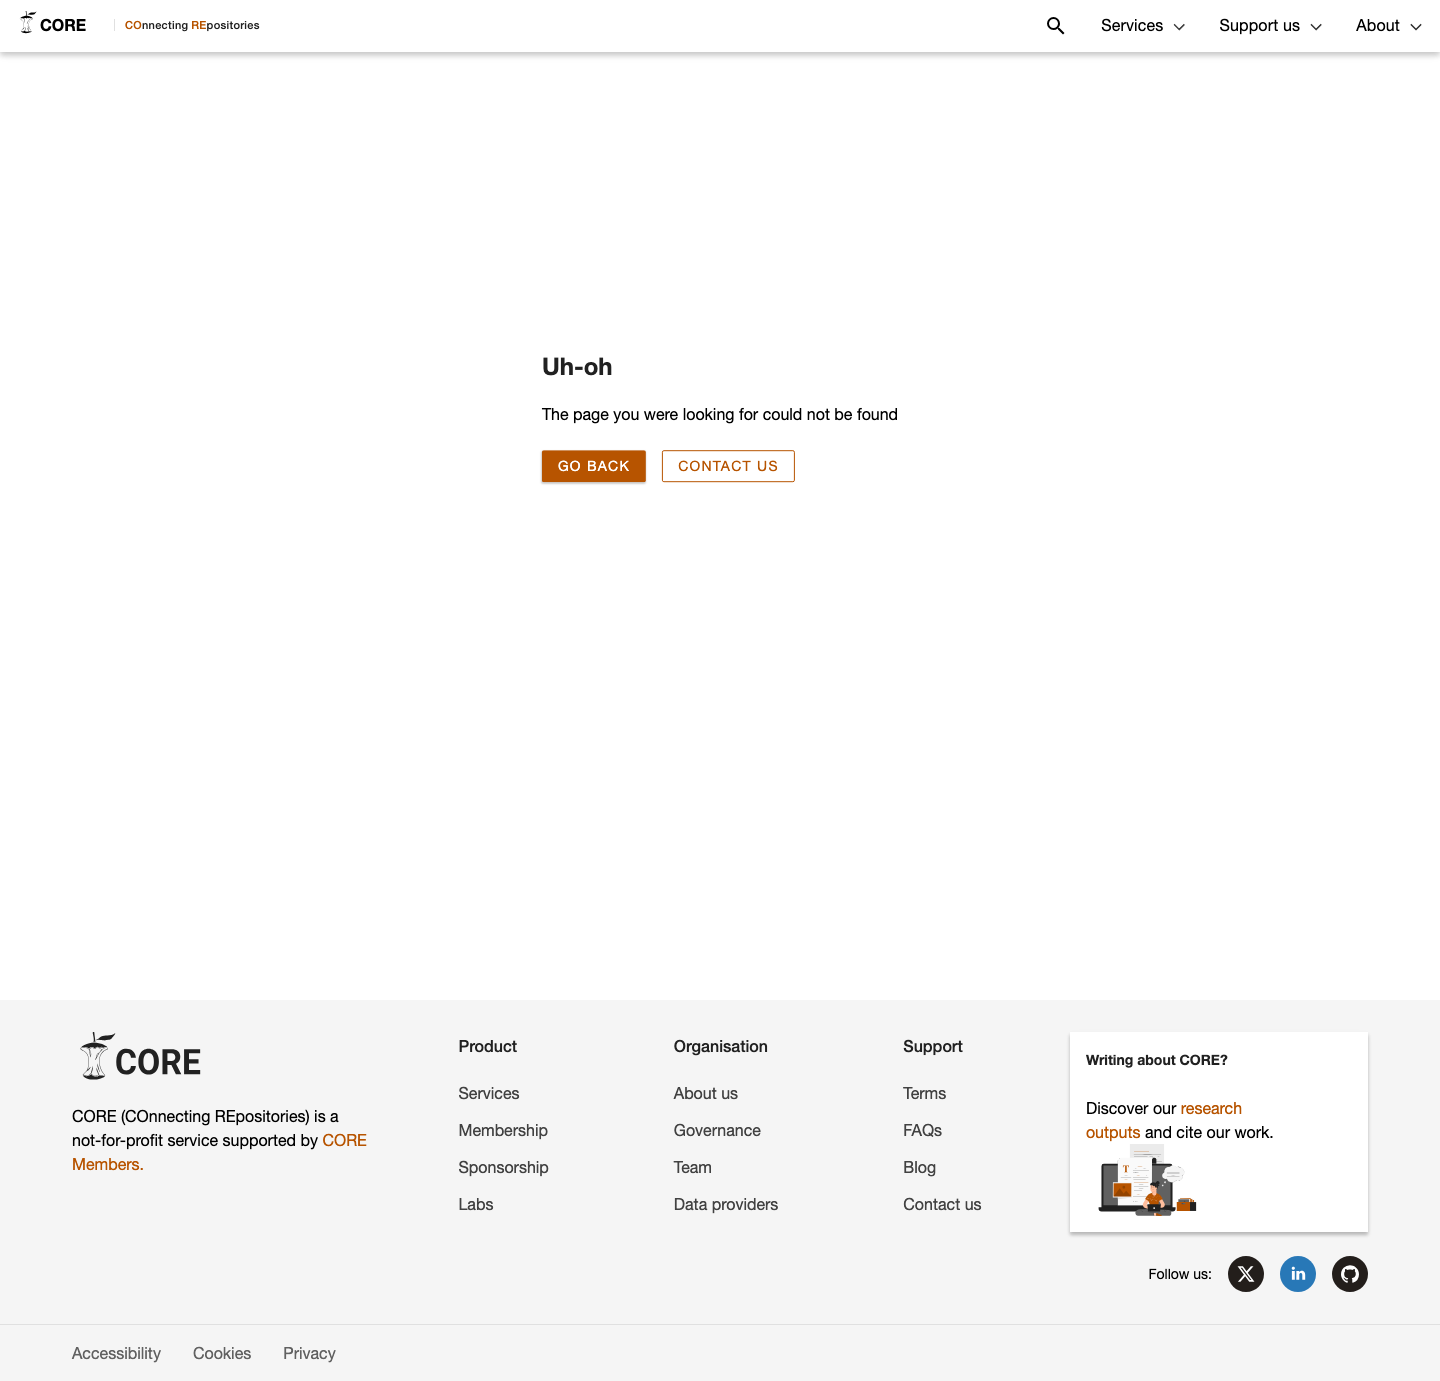 CORE
COnnecting REpositories
Services
Support us
About
Uh-oh
The page you were looking for could not be found
GO BACK
CONTACT US
CORE
CORE (COnnecting REpositories) is a
not-for-profit service supported by CORE
Members.
Product
Services
Membership
Sponsorship
Labs
Organisation
About us
Governance
Team
Data providers
Support
Terms
FAQs
Blog
Contact us
Writing about CORE?
Discover our research
outputs and cite our work.
T
Follow us:
X
in
Accessibility
Cookies
Privacy